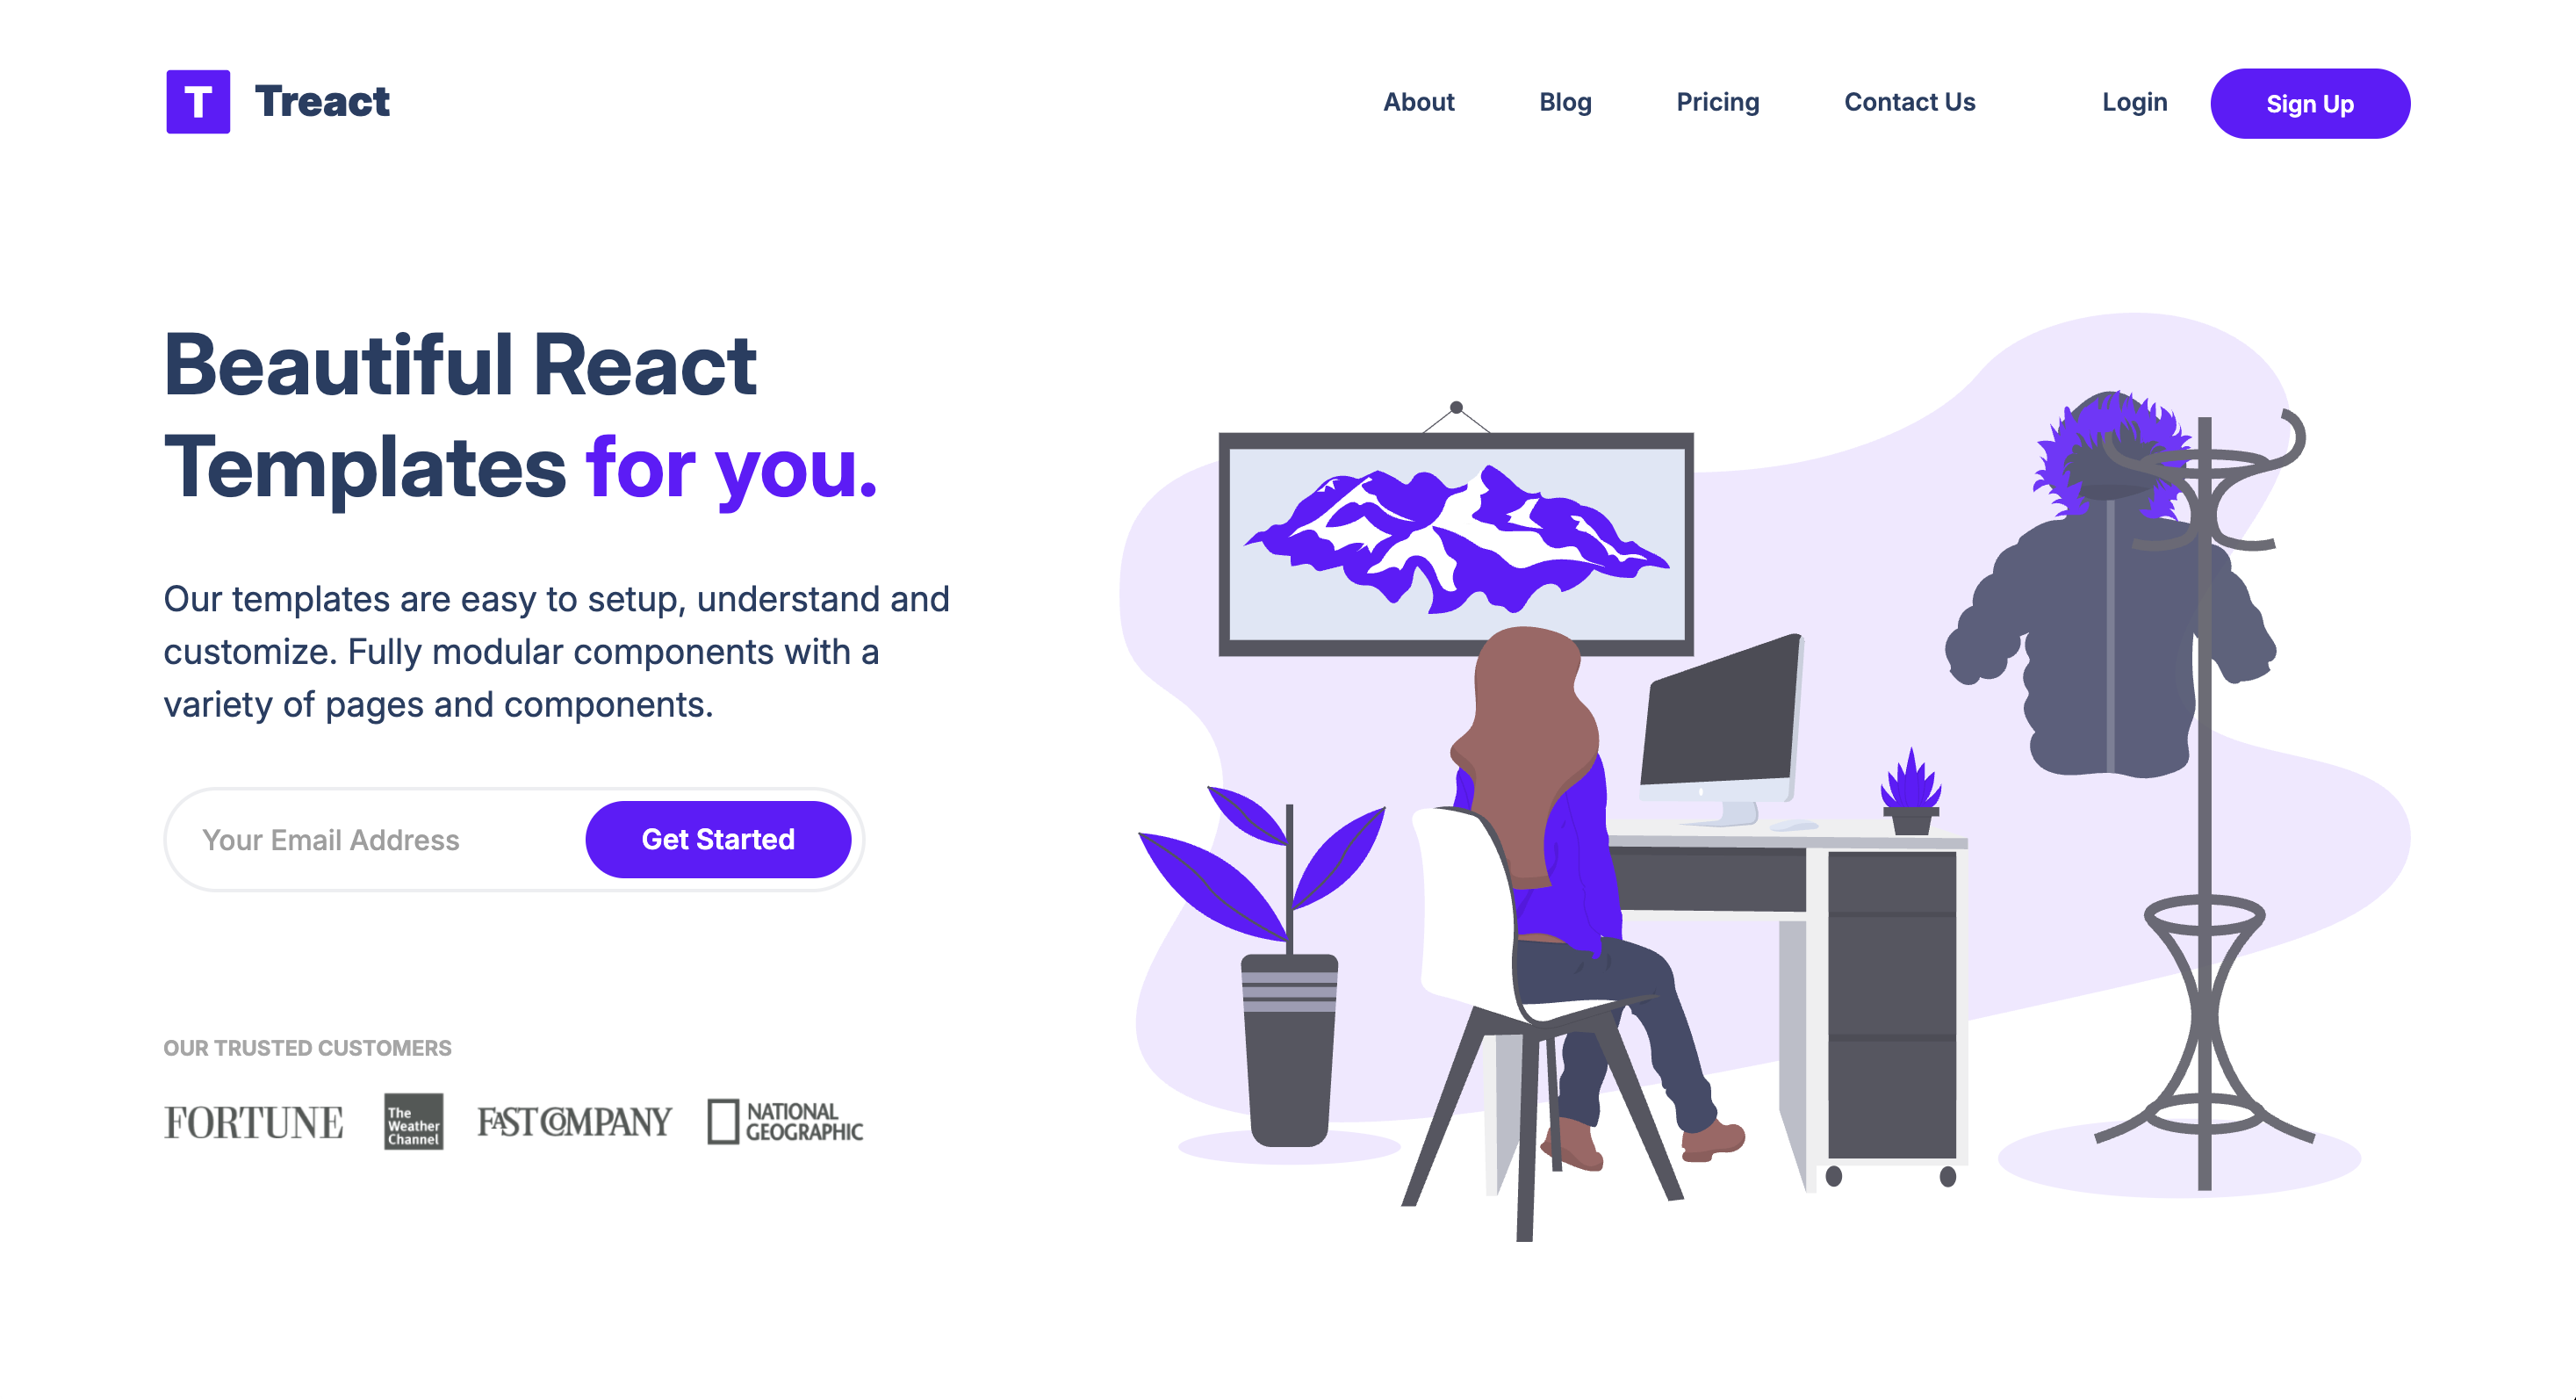 T Treact
About Blog Pricing Contact Us Login Sign Up
Beautiful React
Templates for you.
Our templates are easy to setup, understand and
customize. Fully modular components with a
variety of pages and components.
Your Email Address Get Started
OUR TRUSTED CUSTOMERS
FORTUNE
The
Weather
Channel
FAST COMPANY
NATIONAL
GEOGRAPHIC